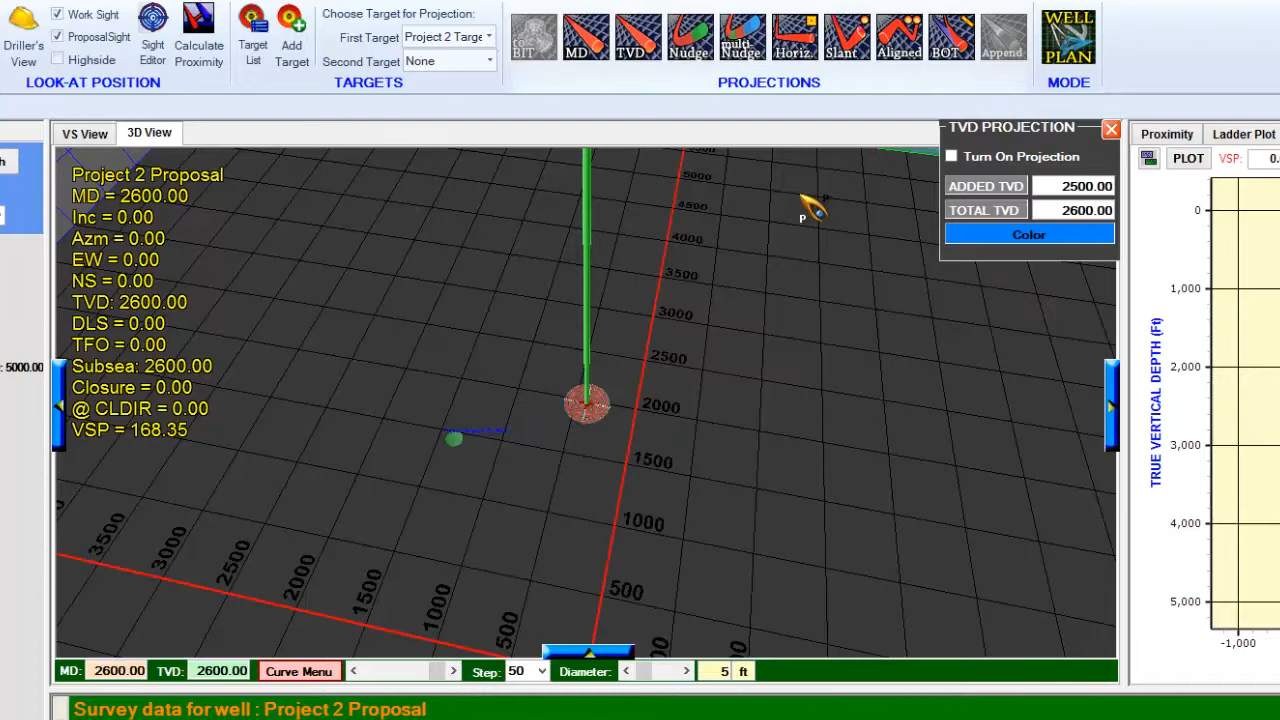 Driller's View
LOOK-AT POSITION
Work Sight
ProposalSight
Highside
Sight Editor
Calculate Proximity
Target List
Add Target
TARGETS
Choose Target for Projection:
First Target
Project 2 Targe
Second Target
None
to BIT
MD
TVD
Nudge
multi Nudge
Horiz.
Slant
Aligned
BOT
Append
PROJECTIONS
WELL PLAN
MODE
VS View
3D View
Project 2 Proposal
MD = 2600.00
Inc = 0.00
Azm = 0.00
EW = 0.00
NS = 0.00
TVD: 2600.00
DLS = 0.00
TFO = 0.00
Subsea: 2600.00
Closure = 0.00
@ CLDIR = 0.00
VSP = 168.35
5000.00
5000
4500
4000
3500
3000
2500
2000
1500
1000
500
3500
3000
2500
2000
1500
1000
500
P
TVD PROJECTION
Turn On Projection
ADDED TVD
2500.00
TOTAL TVD
2600.00
Color
Proximity
Ladder Plot
PLOT
VSP:
TRUE VERTICAL DEPTH (Ft)
0
1,000
2,000
3,000
4,000
5,000
-1,000
MD: 2600.00
TVD: 2600.00
Curve Menu
Step: 50
Diameter:
5 ft
Survey data for well : Project 2 Proposal